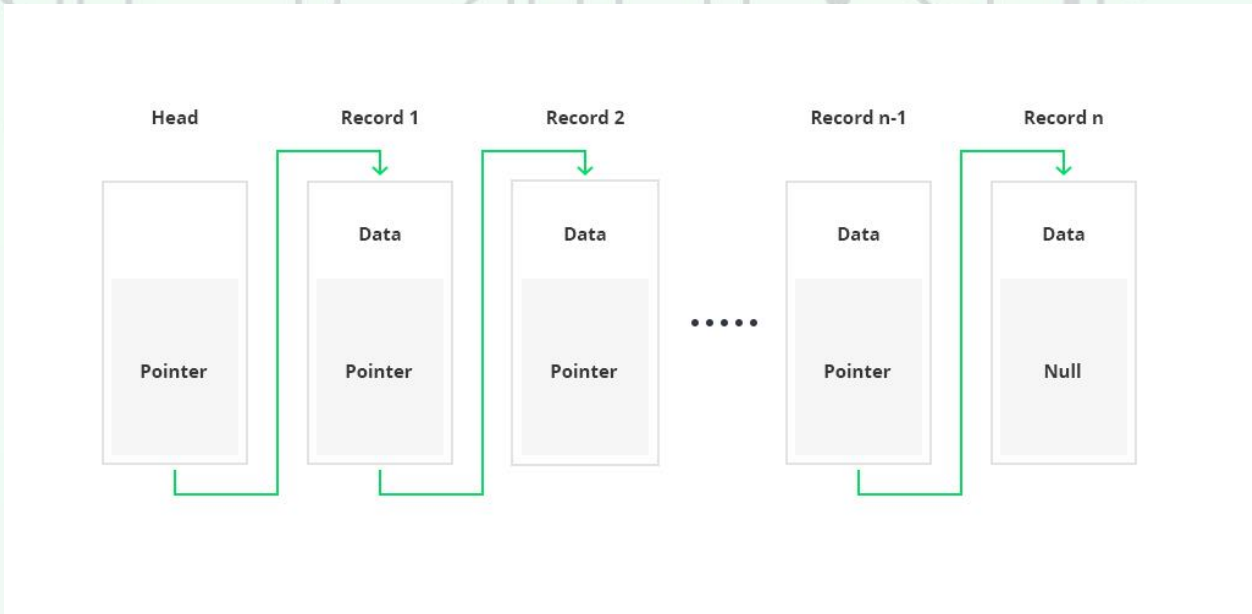 Head Record 1 Record 2 Record n-1 Record n
Data Data Data Data
Pointer Pointer Pointer Pointer Null